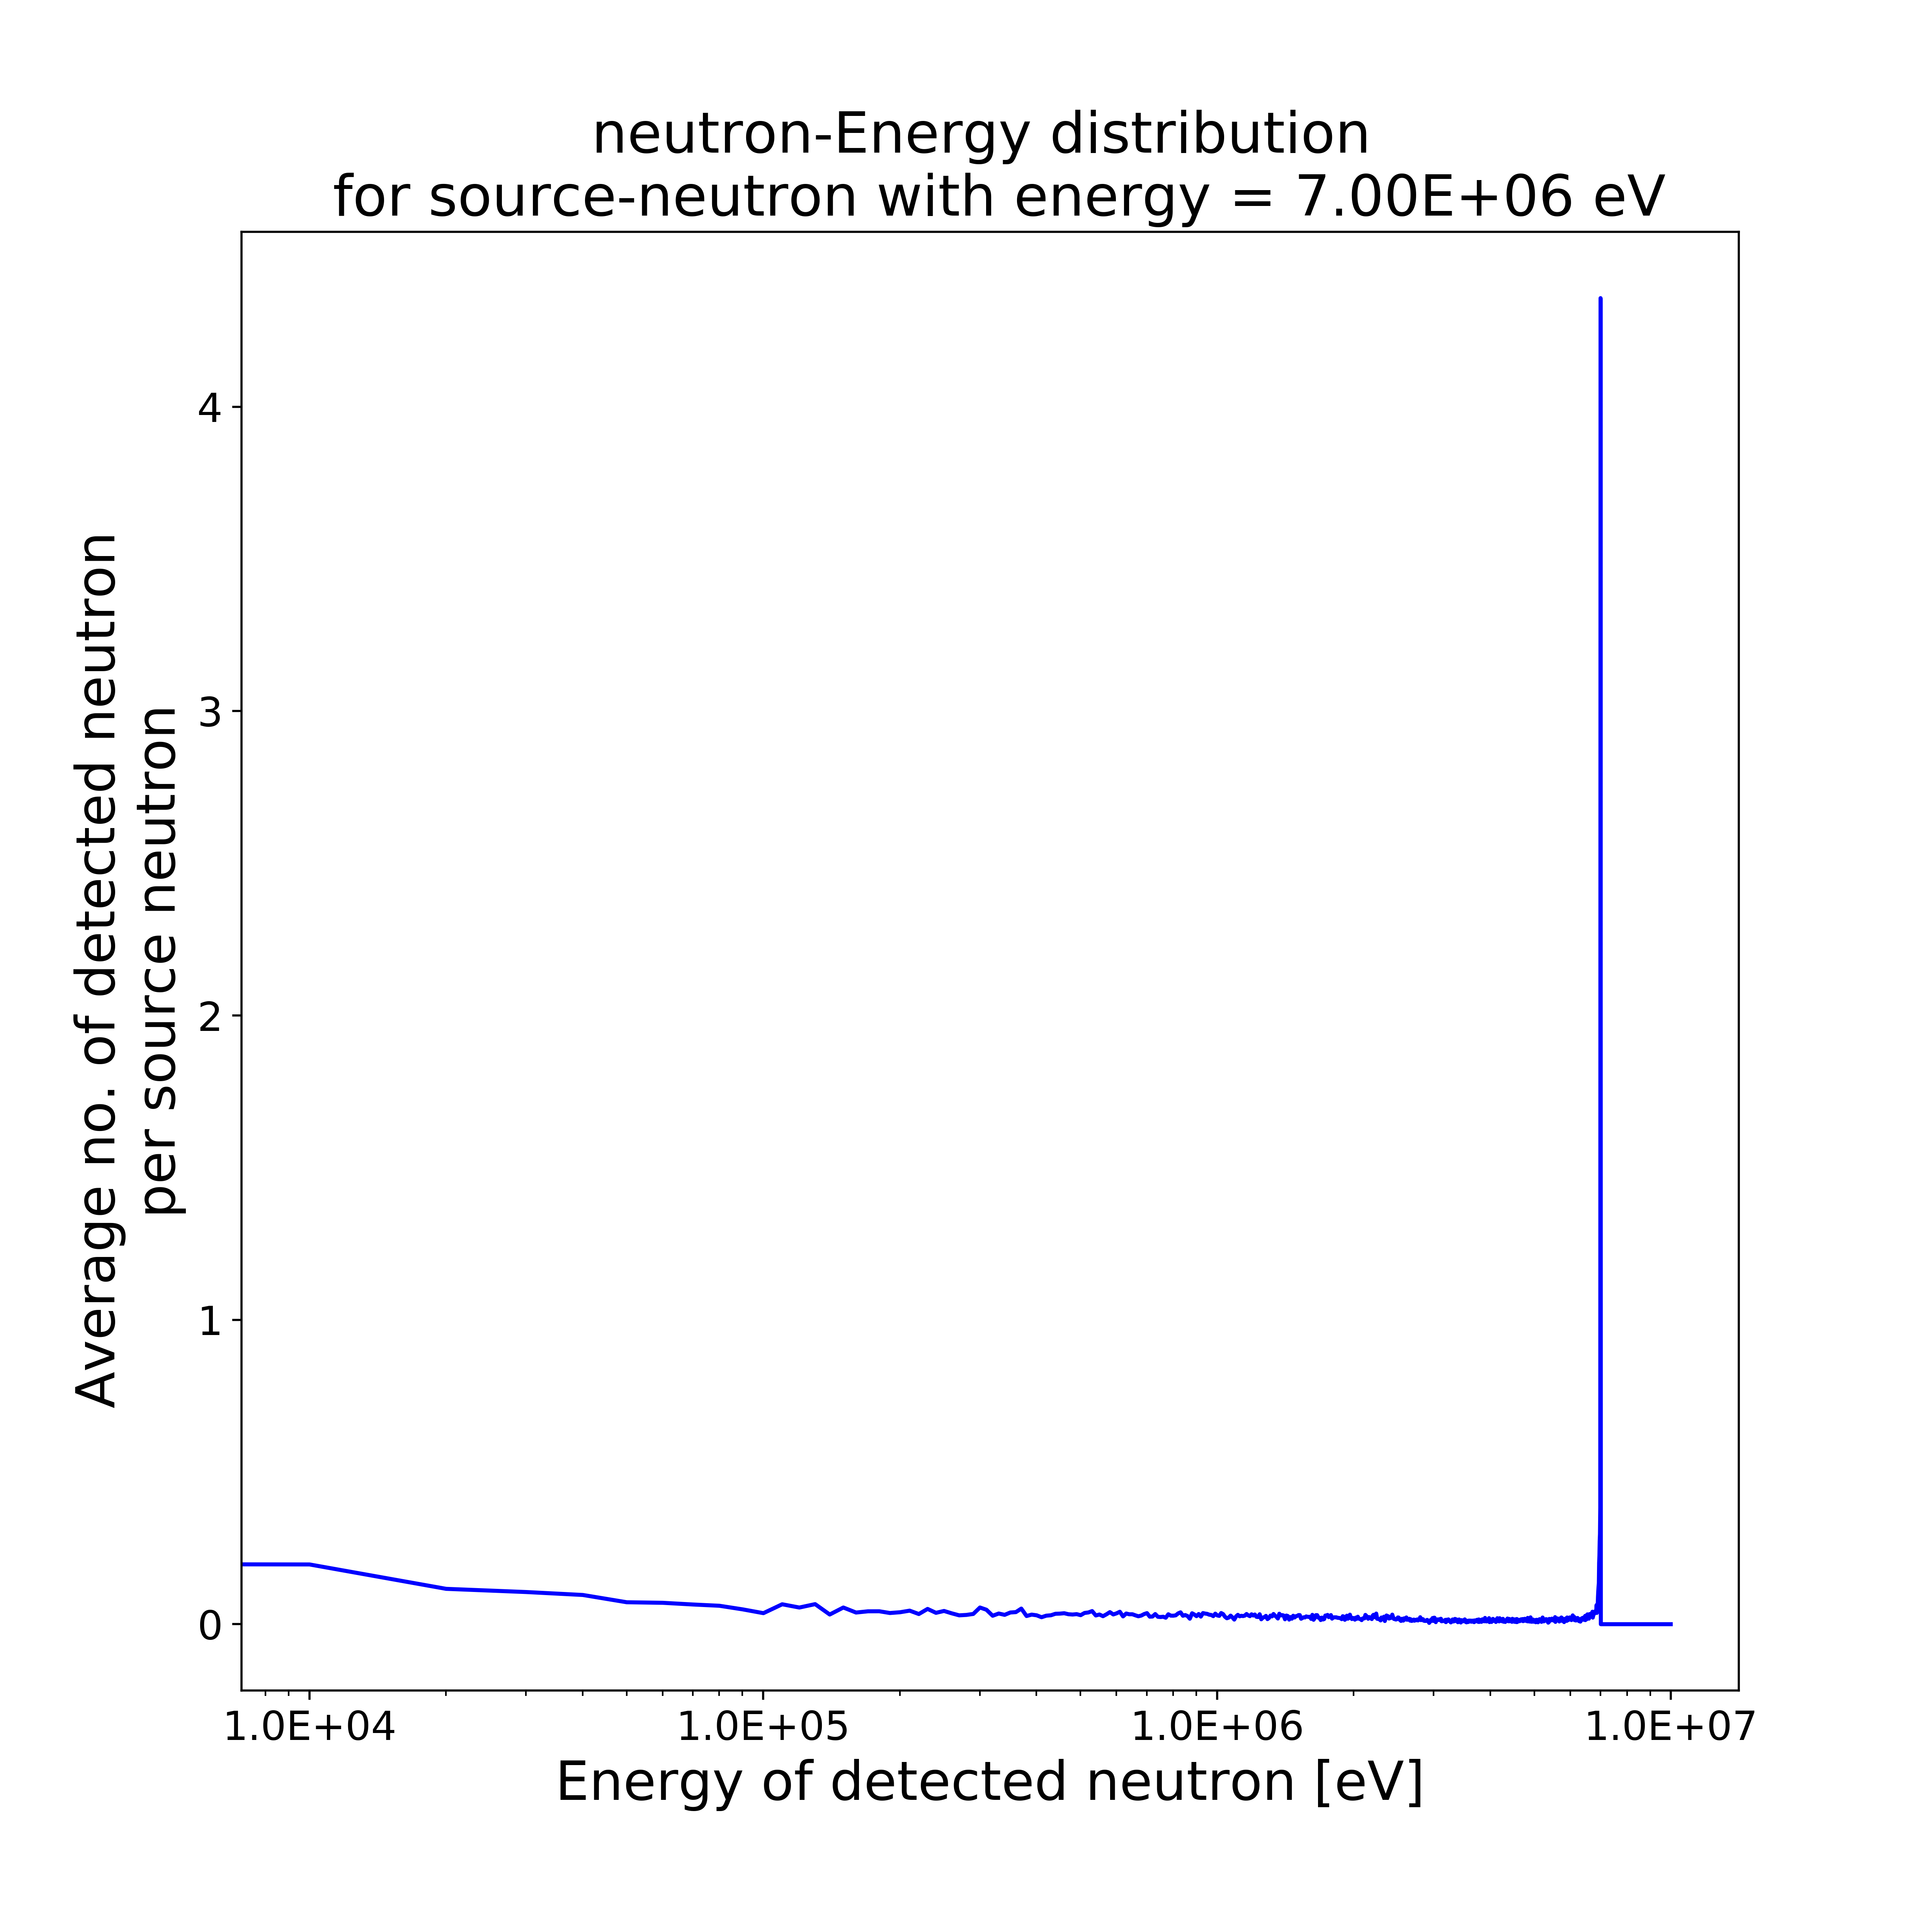 neutron-Energy distribution
for source-neutron with energy = 7.00E+06 eV
Average no. of detected neutron
per source neutron
4
3
2
1
0
1.0E+04
1.0E+05
1.0E+06
1.0E+07
Energy of detected neutron [eV]